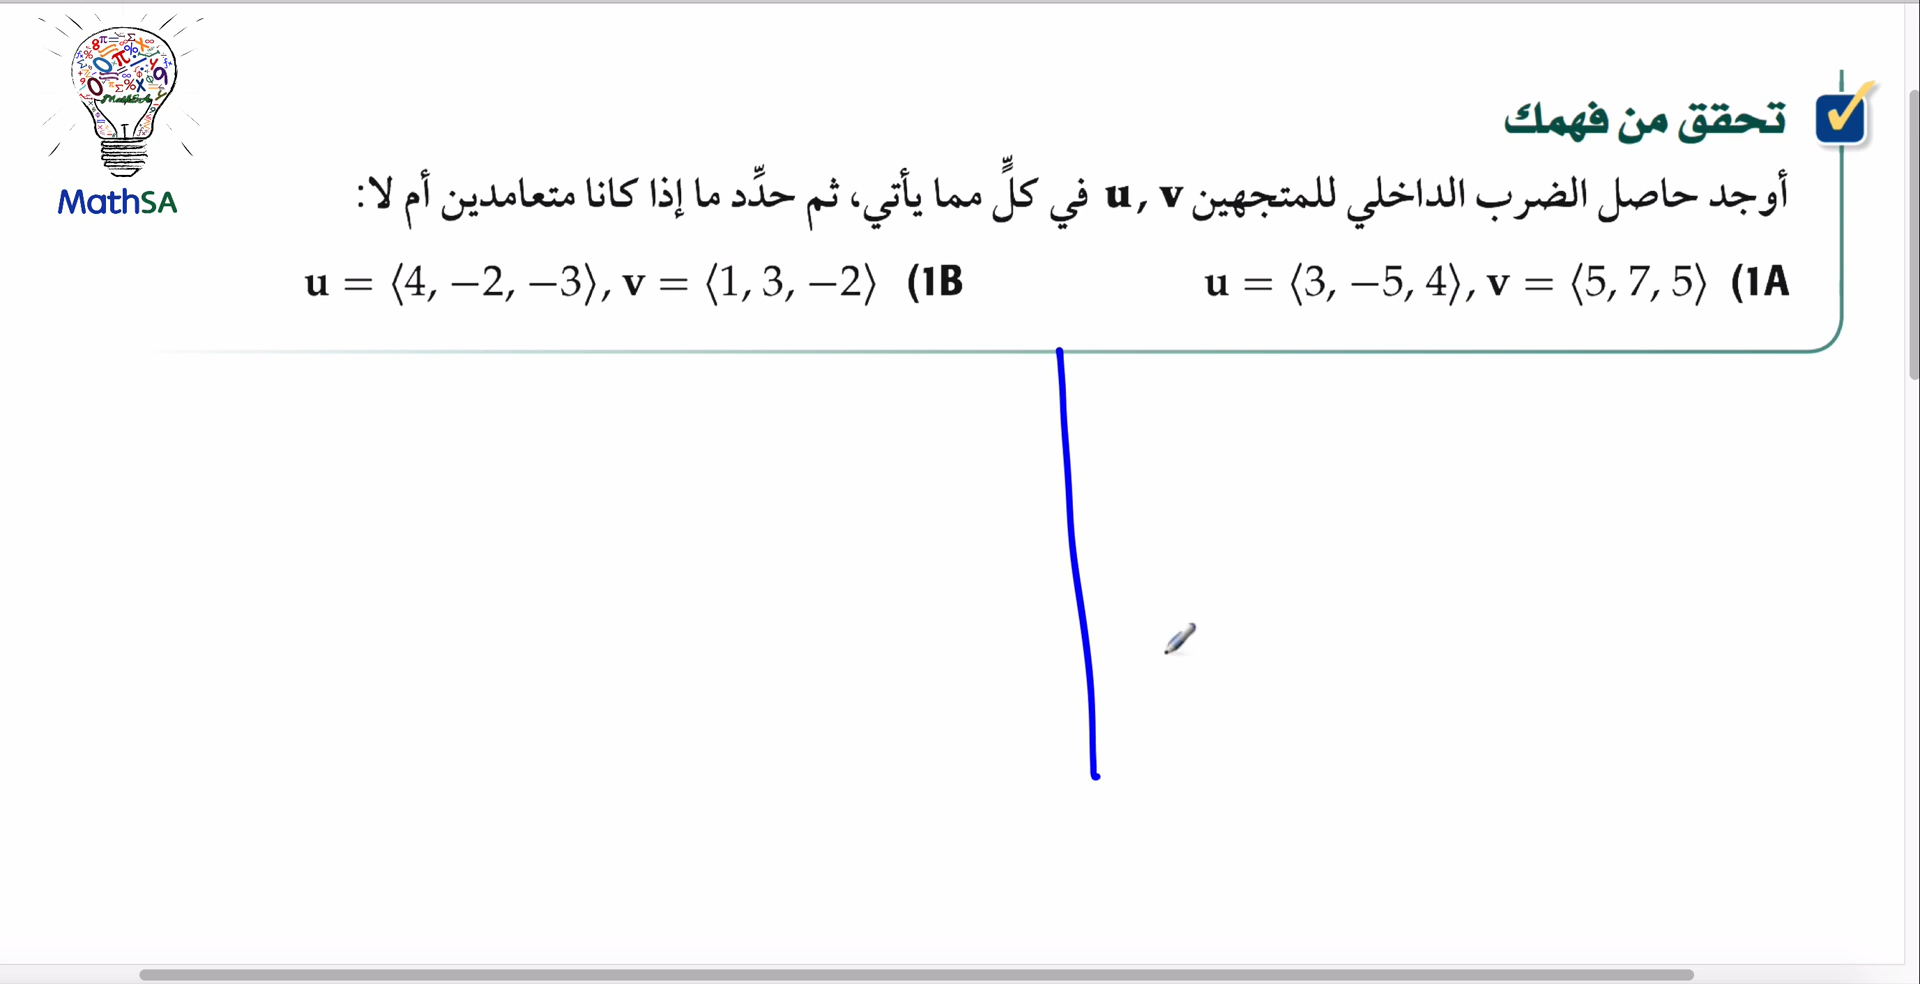 MathSA
تحقق من فهمك
أوجد حاصل الضرب الداخلي للمتجهين u, v في كلٍّ مما يأتي، ثم حدِّد ما إذا كانا متعامدين أم لا:
u = ⟨3, −5, 4⟩, v = ⟨5, 7, 5⟩ (1A
u = ⟨4, −2, −3⟩, v = ⟨1, 3, −2⟩ (1B